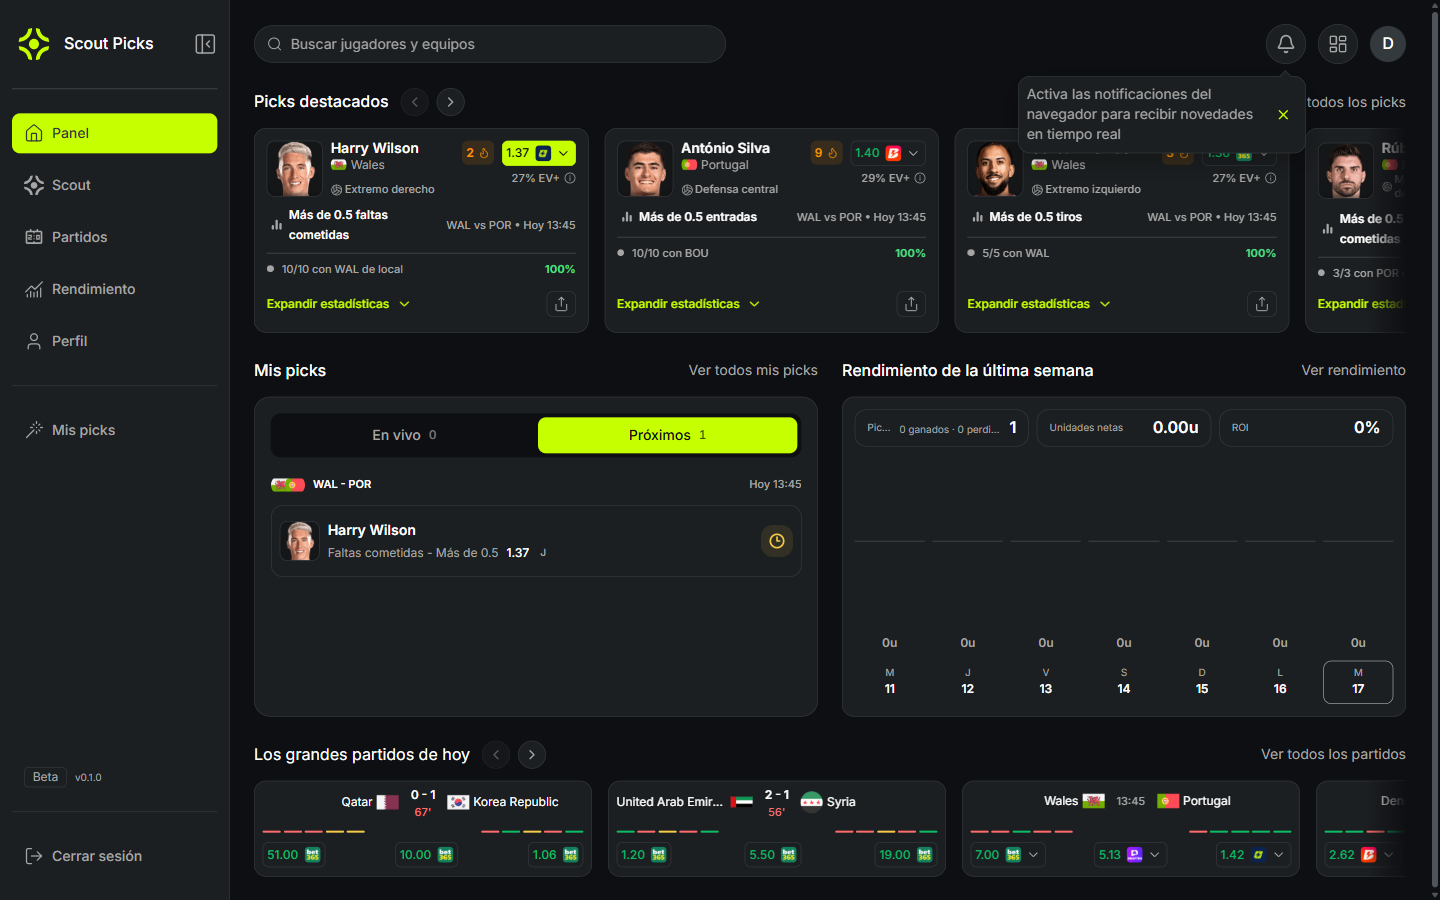 Scout Picks
Panel
Scout
Partidos
Rendimiento
Perfil
Mis picks
Beta v0.1.0
Cerrar sesión
Buscar jugadores y equipos
D
Activa las notificaciones del
navegador para recibir novedades
en tiempo real
Picks destacados
todos los picks
Harry Wilson
Wales
Extremo derecho
2
1.37
27% EV+
Más de 0.5 faltas
cometidas
WAL vs POR • Hoy 13:45
10/10 con WAL de local
100%
Expandir estadísticas
António Silva
Portugal
Defensa central
9
1.40
29% EV+
Más de 0.5 entradas
WAL vs POR • Hoy 13:45
10/10 con BOU
100%
Expandir estadísticas
Wales
Extremo izquierdo
27% EV+
Más de 0.5 tiros
WAL vs POR • Hoy 13:45
5/5 con WAL
100%
Expandir estadísticas
Más de 0.5
cometidas
3/3 con POR
Expandir estad
Mis picks
Ver todos mis picks
En vivo 0
Próximos 1
WAL - POR
Hoy 13:45
Harry Wilson
Faltas cometidas - Más de 0.5 1.37 J
Rendimiento de la última semana
Ver rendimiento
Pic... 0 ganados · 0 perdi... 1
Unidades netas 0.00u
ROI 0%
0u 0u 0u 0u 0u 0u 0u
M J V S D L M
11 12 13 14 15 16 17
Los grandes partidos de hoy
Ver todos los partidos
Qatar 0 - 1 Korea Republic
67'
51.00 bet365 10.00 bet365 1.06 bet365
United Arab Emir... 2 - 1 Syria
56'
1.20 bet365 5.50 bet365 19.00 bet365
Wales 13:45 Portugal
7.00 bet365 5.13 1.42
Den
2.62